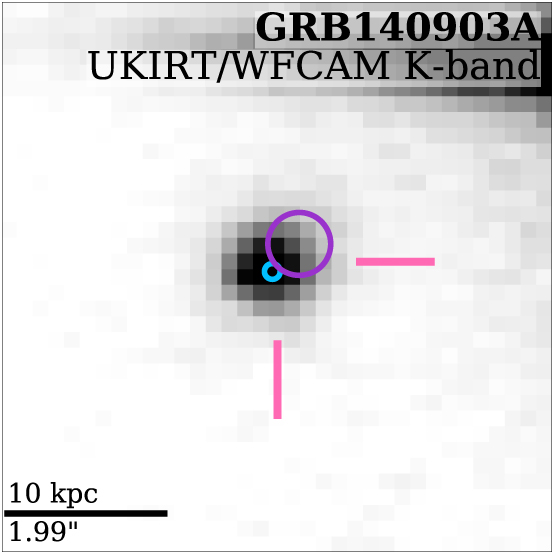 GRB140903A
UKIRT/WFCAM K-band
10 kpc
1.99"